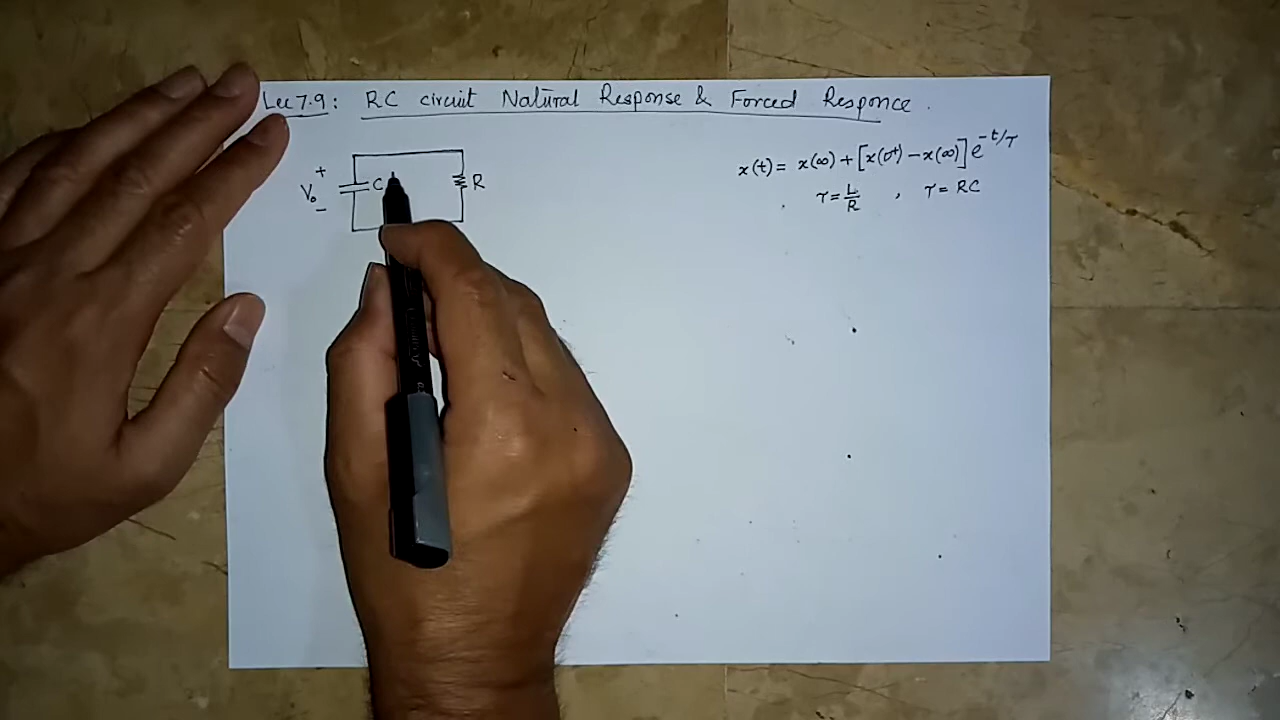 Lec 7.9: RC circuit Natural Response & Forced Responce.
x(t) = x(∞) + [x(0⁺) - x(∞)] e^{-t/τ}
τ = L/R , τ = RC
+
V₀ C R
-